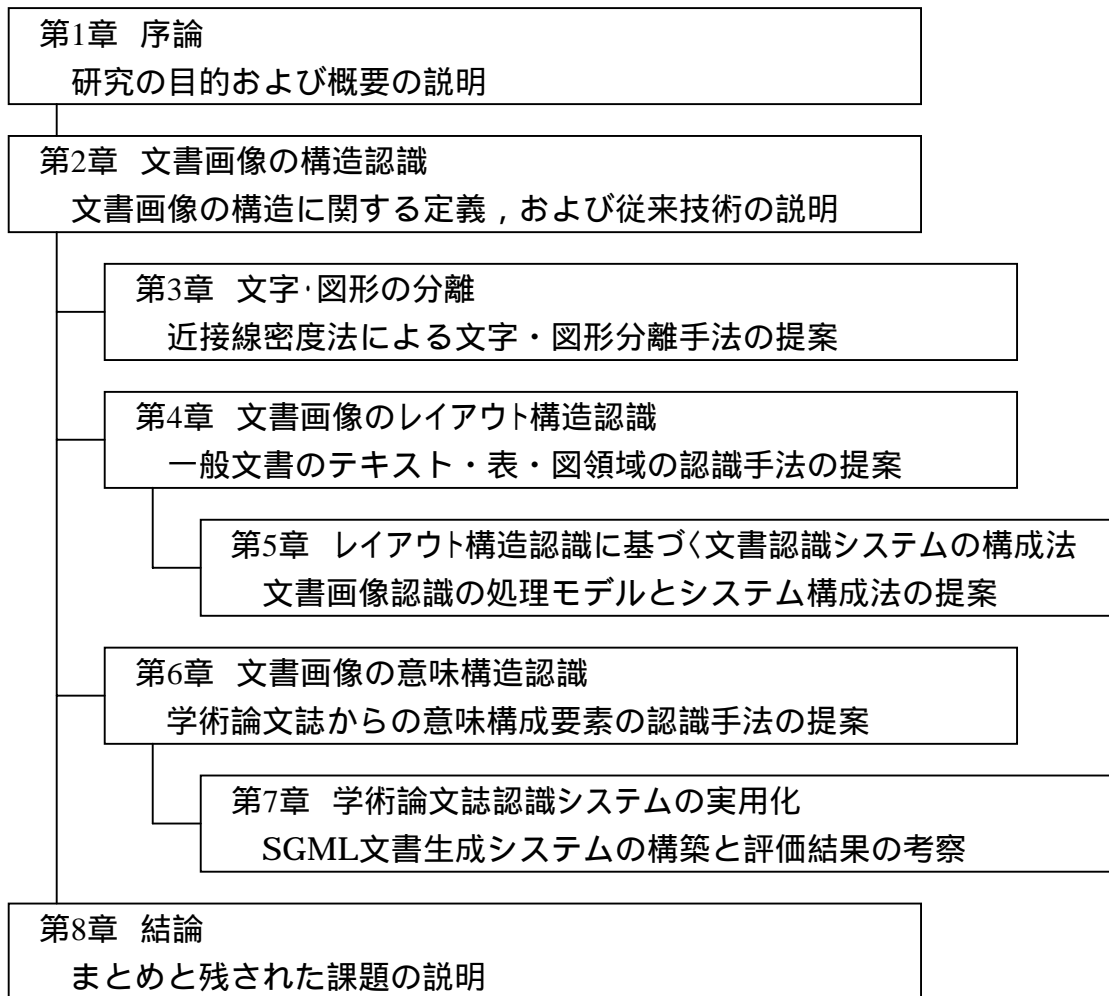 第1章 序論
研究の目的および概要の説明
第2章 文書画像の構造認識
文書画像の構造に関する定義，および従来技術の説明
第3章 文字･図形の分離
近接線密度法による文字・図形分離手法の提案
第4章 文書画像のレイアウト構造認識
一般文書のテキスト・表・図領域の認識手法の提案
第5章 レイアウト構造認識に基づく文書認識システムの構成法
文書画像認識の処理モデルとシステム構成法の提案
第6章 文書画像の意味構造認識
学術論文誌からの意味構成要素の認識手法の提案
第7章 学術論文誌認識システムの実用化
SGML文書生成システムの構築と評価結果の考察
第8章 結論
まとめと残された課題の説明